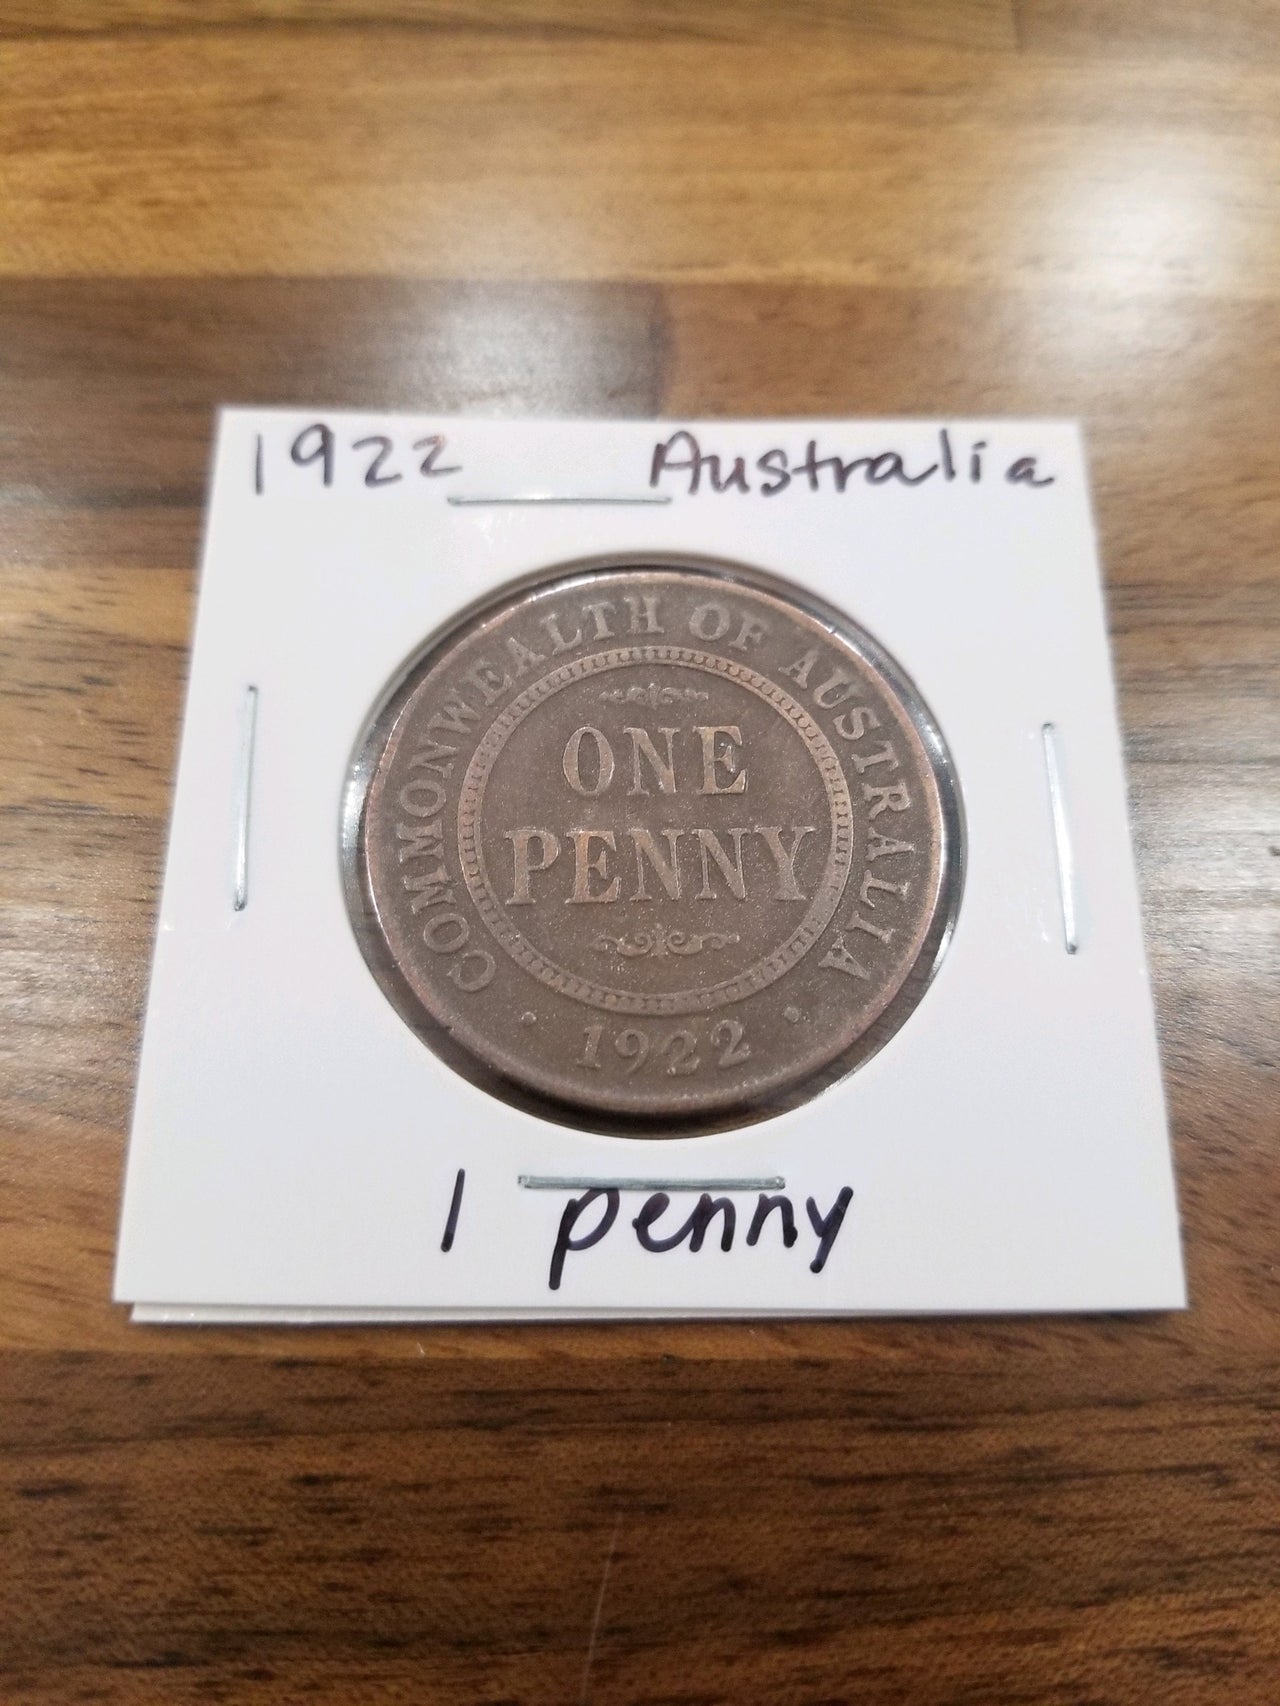 1922 Australia
COMMONWEALTH OF AUSTRALIA
ONE
PENNY
· 1922 ·
1 penny